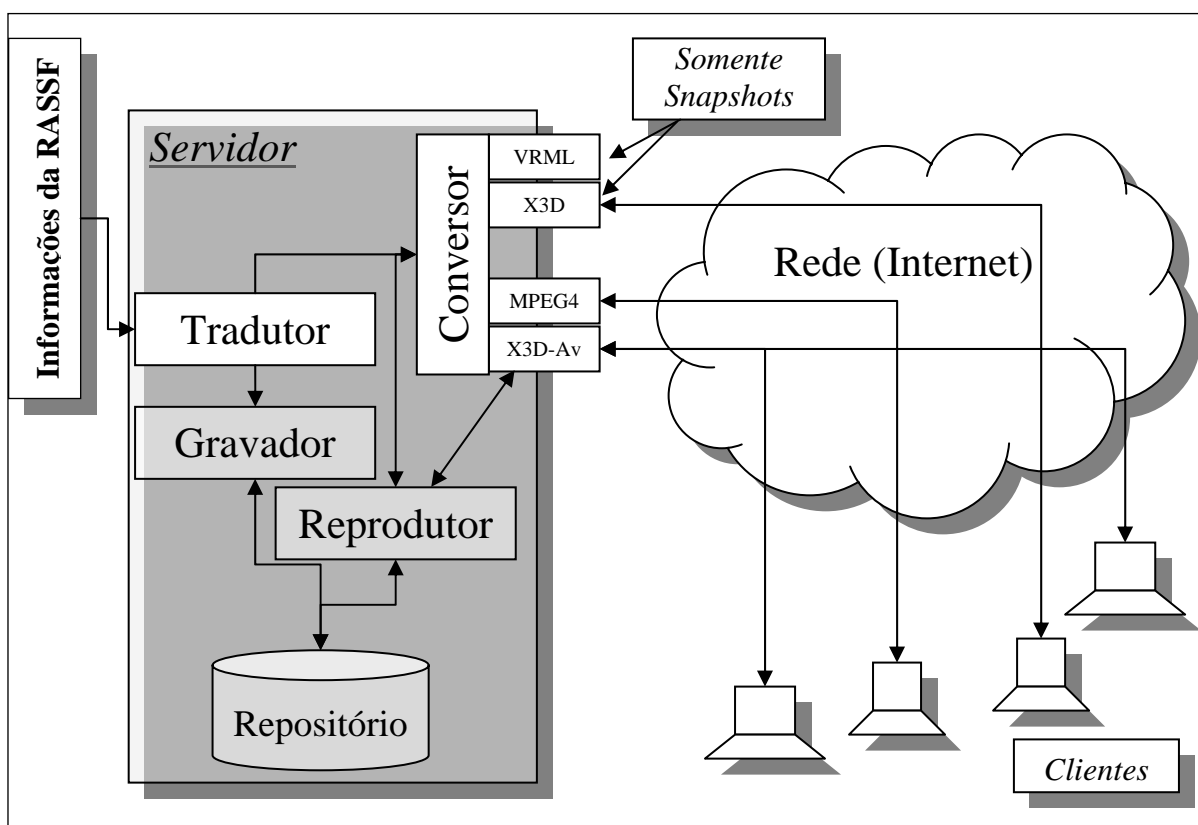 Informações da RASSF
Somente
Snapshots
Servidor
Conversor
VRML
X3D
MPEG4
X3D-Av
Rede (Internet)
Tradutor
Gravador
Reprodutor
Repositório
Clientes